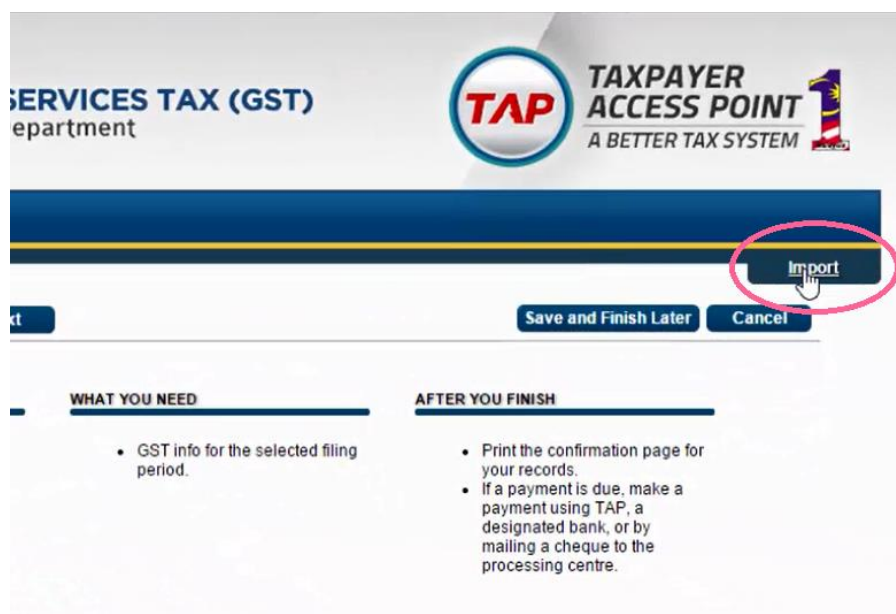 SERVICES TAX (GST)
epartment
TAP
TAXPAYER
ACCESS POINT
A BETTER TAX SYSTEM
1
Import
xt
Save and Finish Later
Cancel
WHAT YOU NEED
• GST info for the selected filing
period.
AFTER YOU FINISH
• Print the confirmation page for
your records.
• If a payment is due, make a
payment using TAP, a
designated bank, or by
mailing a cheque to the
processing centre.